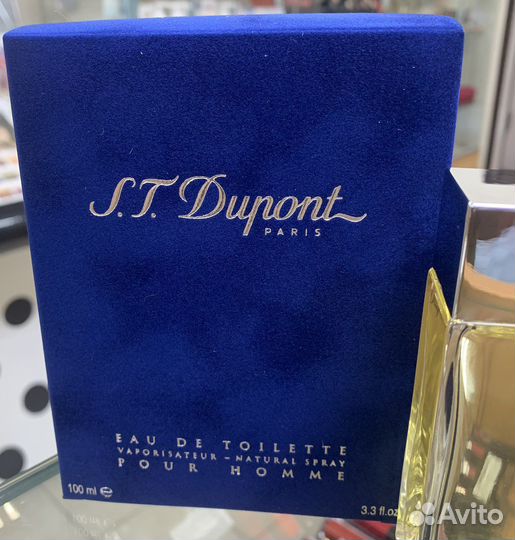 S.T. Dupont
PARIS
EAU DE TOILETTE
VAPORISATEUR – NATURAL SPRAY
POUR HOMME
100 ml ℮
3.3 fl.oz
Avito